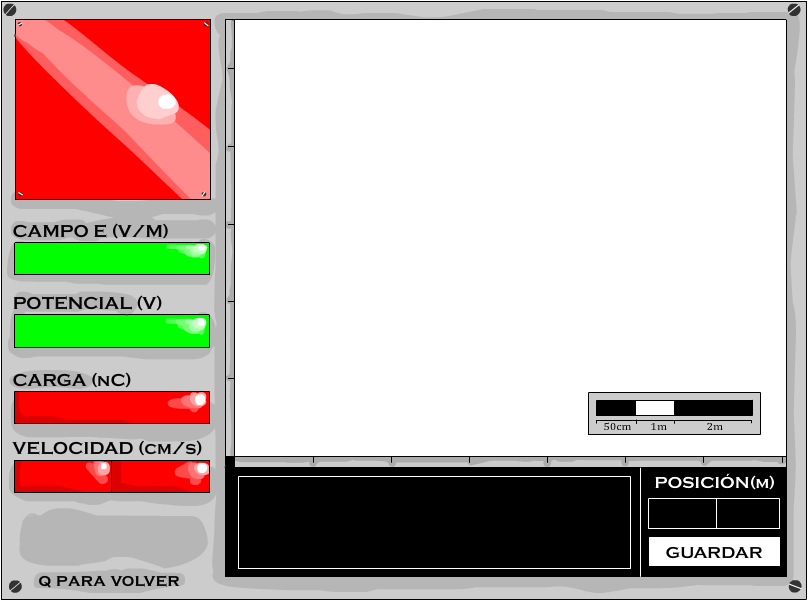 CAMPO E (V/M)
POTENCIAL (V)
CARGA (NC)
VELOCIDAD (CM/S)
Q PARA VOLVER
50cm 1m 2m
POSICIÓN(M)
GUARDAR